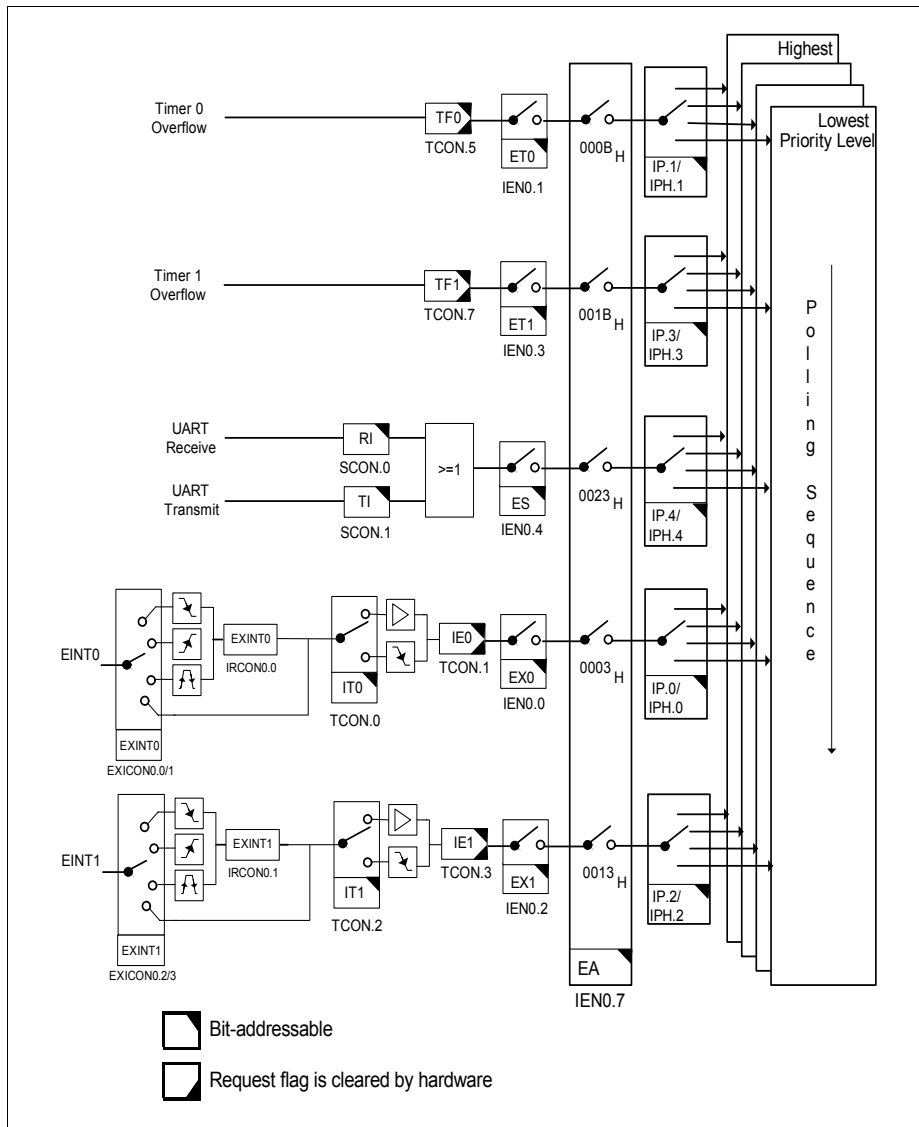 Highest
Lowest
Priority Level
Timer 0
Overflow
TF0
TCON.5
ET0
IEN0.1
000B H
IP.1/
IPH.1
Timer 1
Overflow
TF1
TCON.7
ET1
IEN0.3
001B H
IP.3/
IPH.3
UART
Receive
RI
SCON.0
UART
Transmit
TI
SCON.1
>=1
ES
IEN0.4
0023 H
IP.4/
IPH.4
Polling Sequence
EINT0
EXINT0
EXICON0.0/1
EXINT0
IRCON0.0
IT0
TCON.0
IE0
TCON.1
EX0
IEN0.0
0003 H
IP.0/
IPH.0
EINT1
EXINT1
EXICON0.2/3
EXINT1
IRCON0.1
IT1
TCON.2
IE1
TCON.3
EX1
IEN0.2
0013 H
IP.2/
IPH.2
EA
IEN0.7
Bit-addressable
Request flag is cleared by hardware